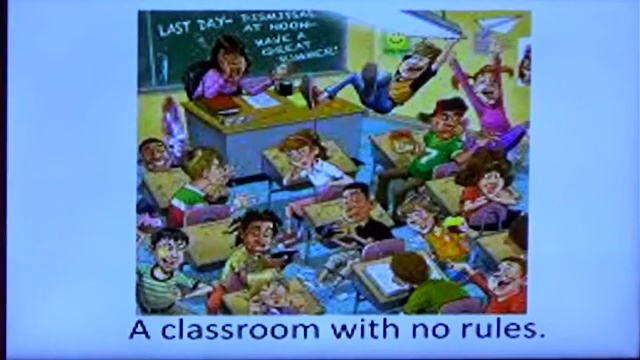 LAST DAY- DISMISSAL
AT NOON-
HAVE A
GREAT
SUMMER!
A classroom with no rules.